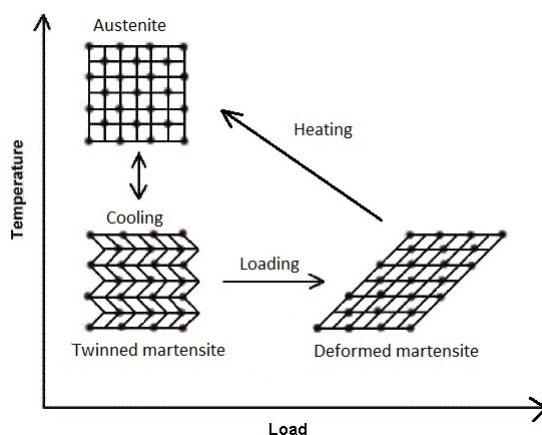 Austenite
Heating
Temperature
Cooling
Loading
Twinned martensite
Deformed martensite
Load